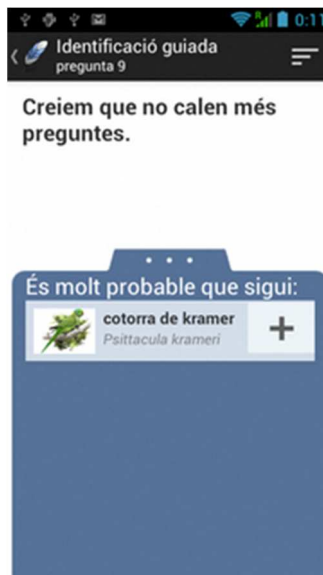 0:11
Identificació guiada
pregunta 9
Creiem que no calen més
preguntes.
És molt probable que sigui:
cotorra de kramer
Psittacula krameri